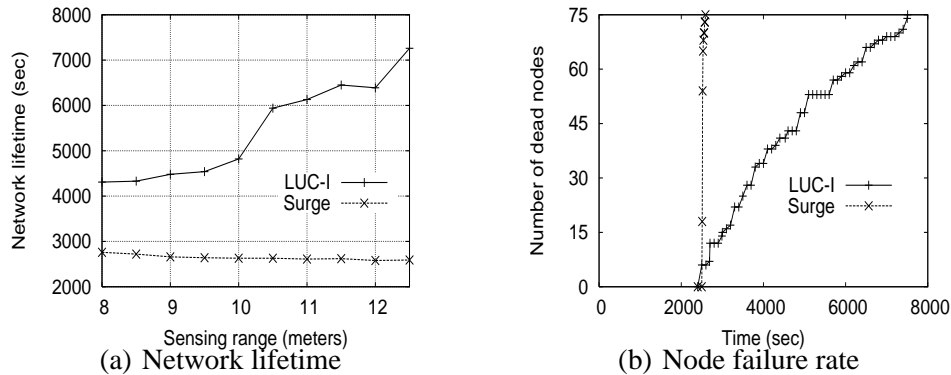 Network lifetime (sec)
8000
7000
6000
5000
4000
3000
2000
LUC-I
Surge
8 9 10 11 12
Sensing range (meters)
(a) Network lifetime
Number of dead nodes
75
60
45
30
15
0
LUC-I
Surge
0 2000 4000 6000 8000
Time (sec)
(b) Node failure rate